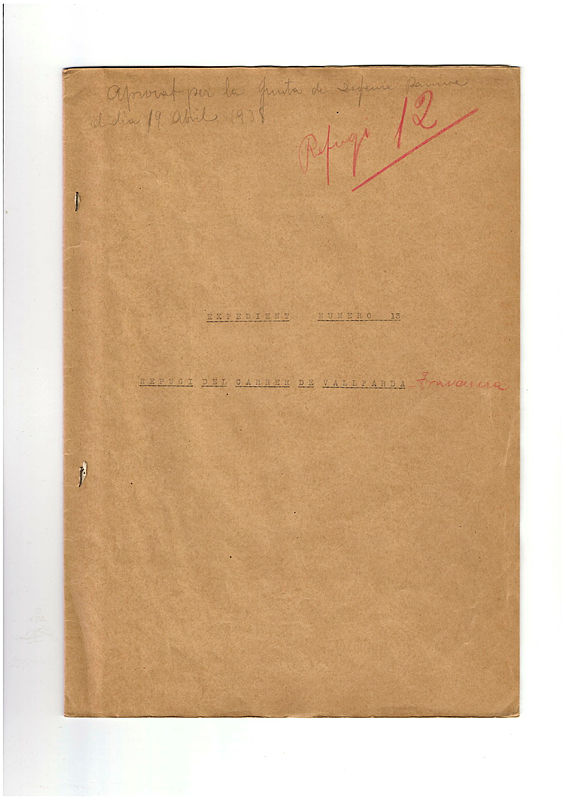 Aprovat per la Junta de Defensa Passiva
el dia 19 Abril 1938
Refugi 12
EXPEDIENT NUMERO 13
REFUGI DEL CARRER DE VALLPARDA Travessera